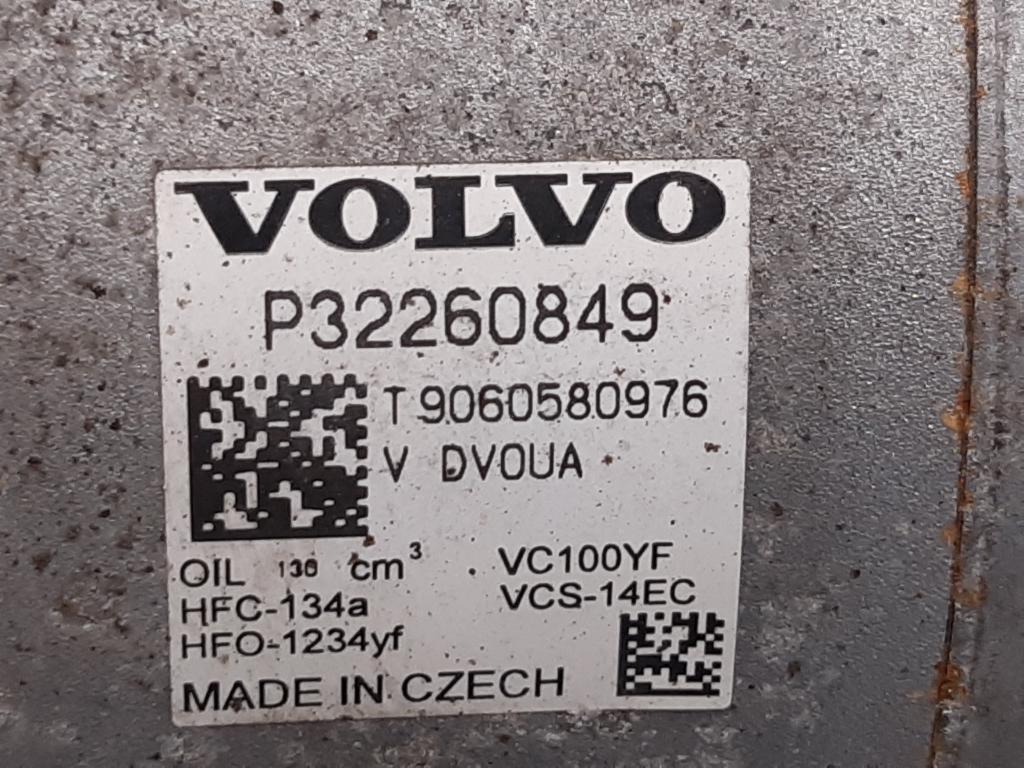 VOLVO
P32260849
T 9060580976
V DVOUA
OIL 130 cm³ VC100YF
HFC-134a VCS-14EC
HFO-1234yf
MADE IN CZECH